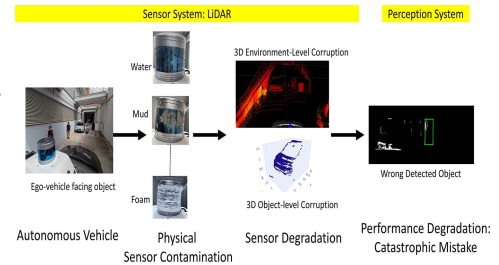 Sensor System: LiDAR
Perception System
Water
3D Environment-Level Corruption
Mud
Ego-vehicle facing object
Foam
3D Object-level Corruption
Wrong Detected Object
Autonomous Vehicle
Physical
Sensor Contamination
Sensor Degradation
Performance Degradation:
Catastrophic Mistake